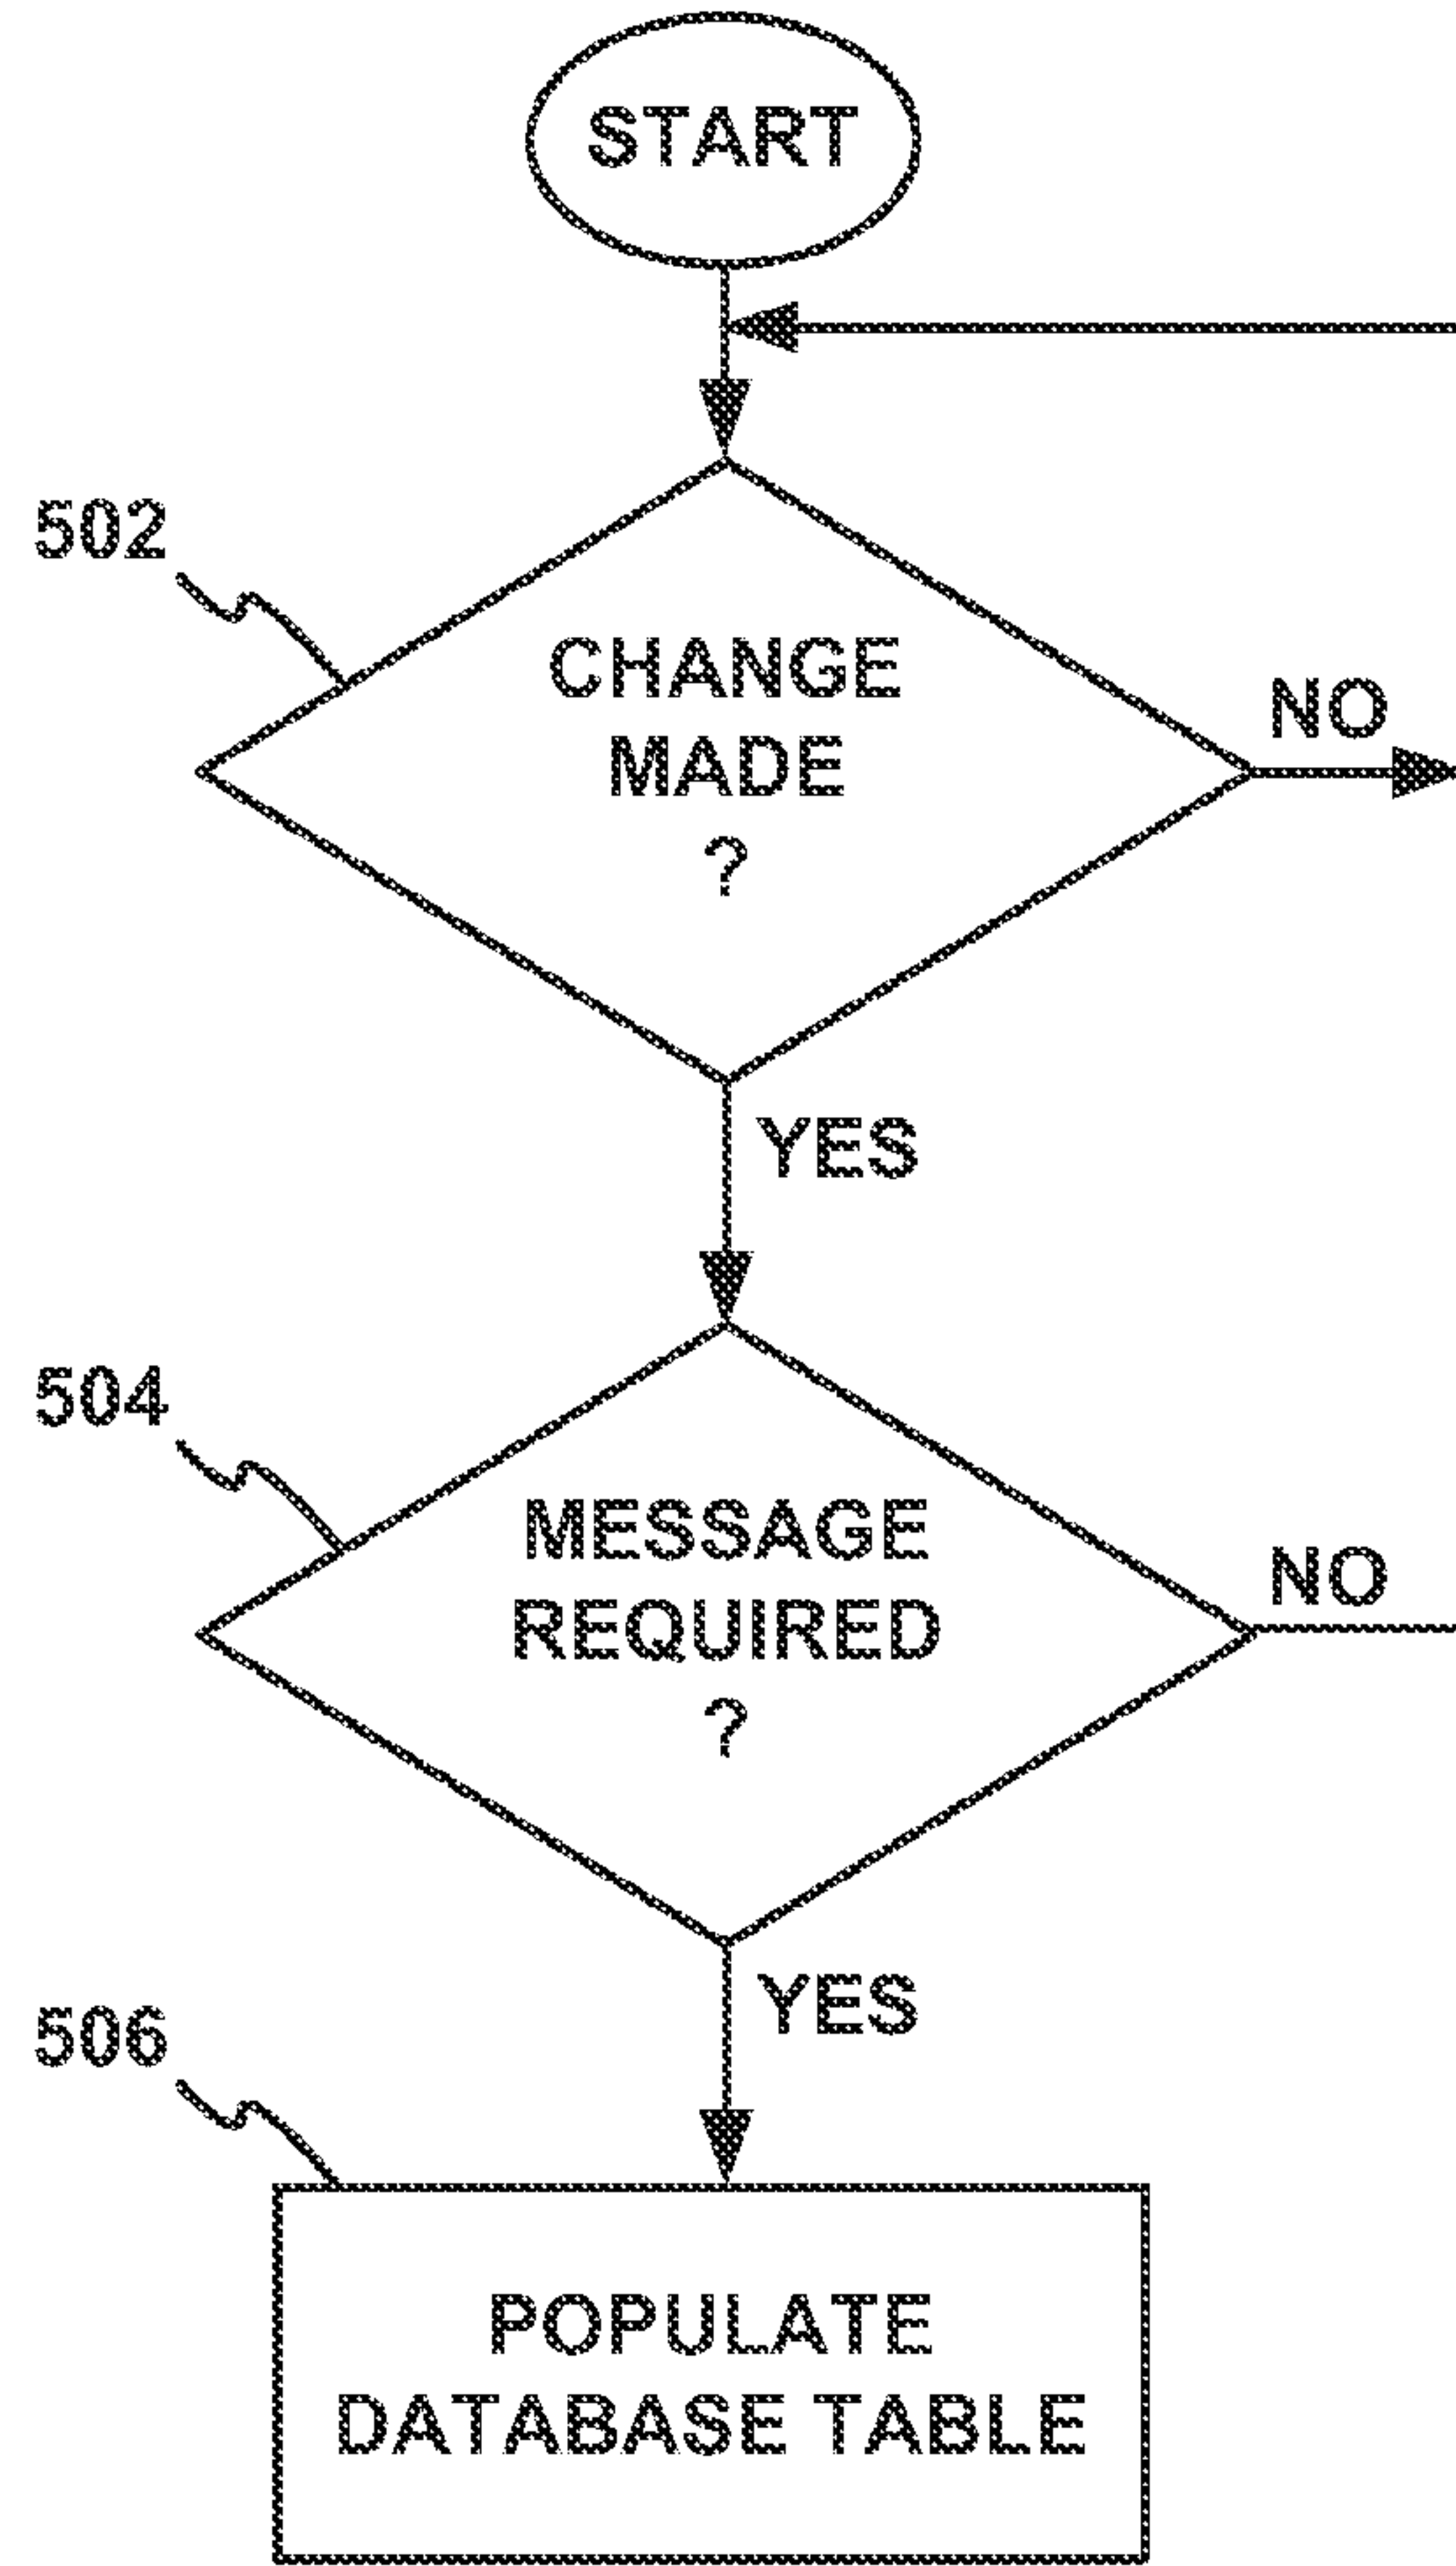 START
502
CHANGE
MADE
?
NO
YES
504
MESSAGE
REQUIRED
?
NO
YES
506
POPULATE
DATABASE TABLE